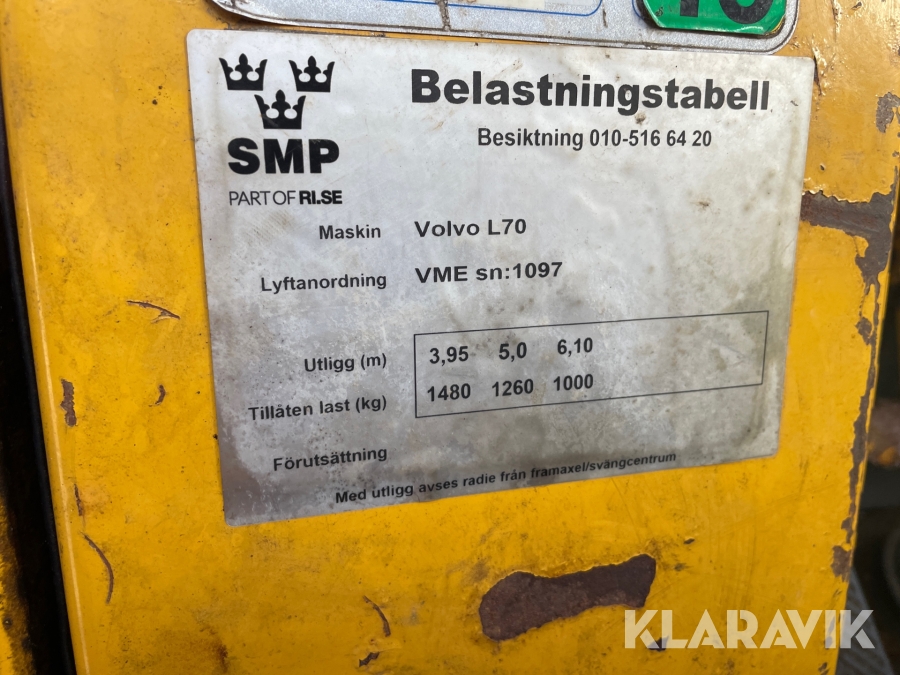 Belastningstabell
Besiktning 010-516 64 20
SMP
PART OF RI.SE
Maskin Volvo L70
Lyftanordning VME sn:1097
Utligg (m) 3,95 5,0 6,10
Tillåten last (kg) 1480 1260 1000
Förutsättning
Med utligg avses radie från framaxel/svängcentrum
KLARAVIK